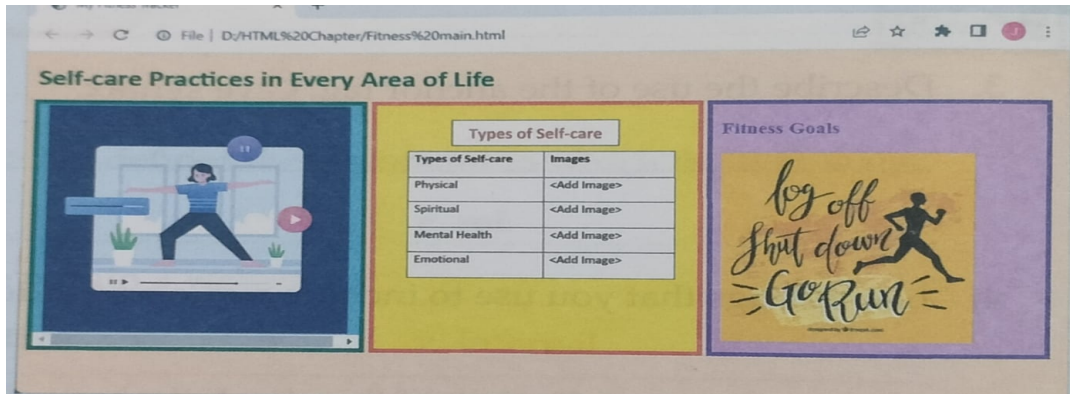 File | D:/HTML%20Chapter/Fitness%20main.html
J
Self-care Practices in Every Area of Life
Types of Self-care
Types of Self-care Images
Physical <Add Image>
Spiritual <Add Image>
Mental Health <Add Image>
Emotional <Add Image>
Fitness Goals
log off
Shut down
Go Run